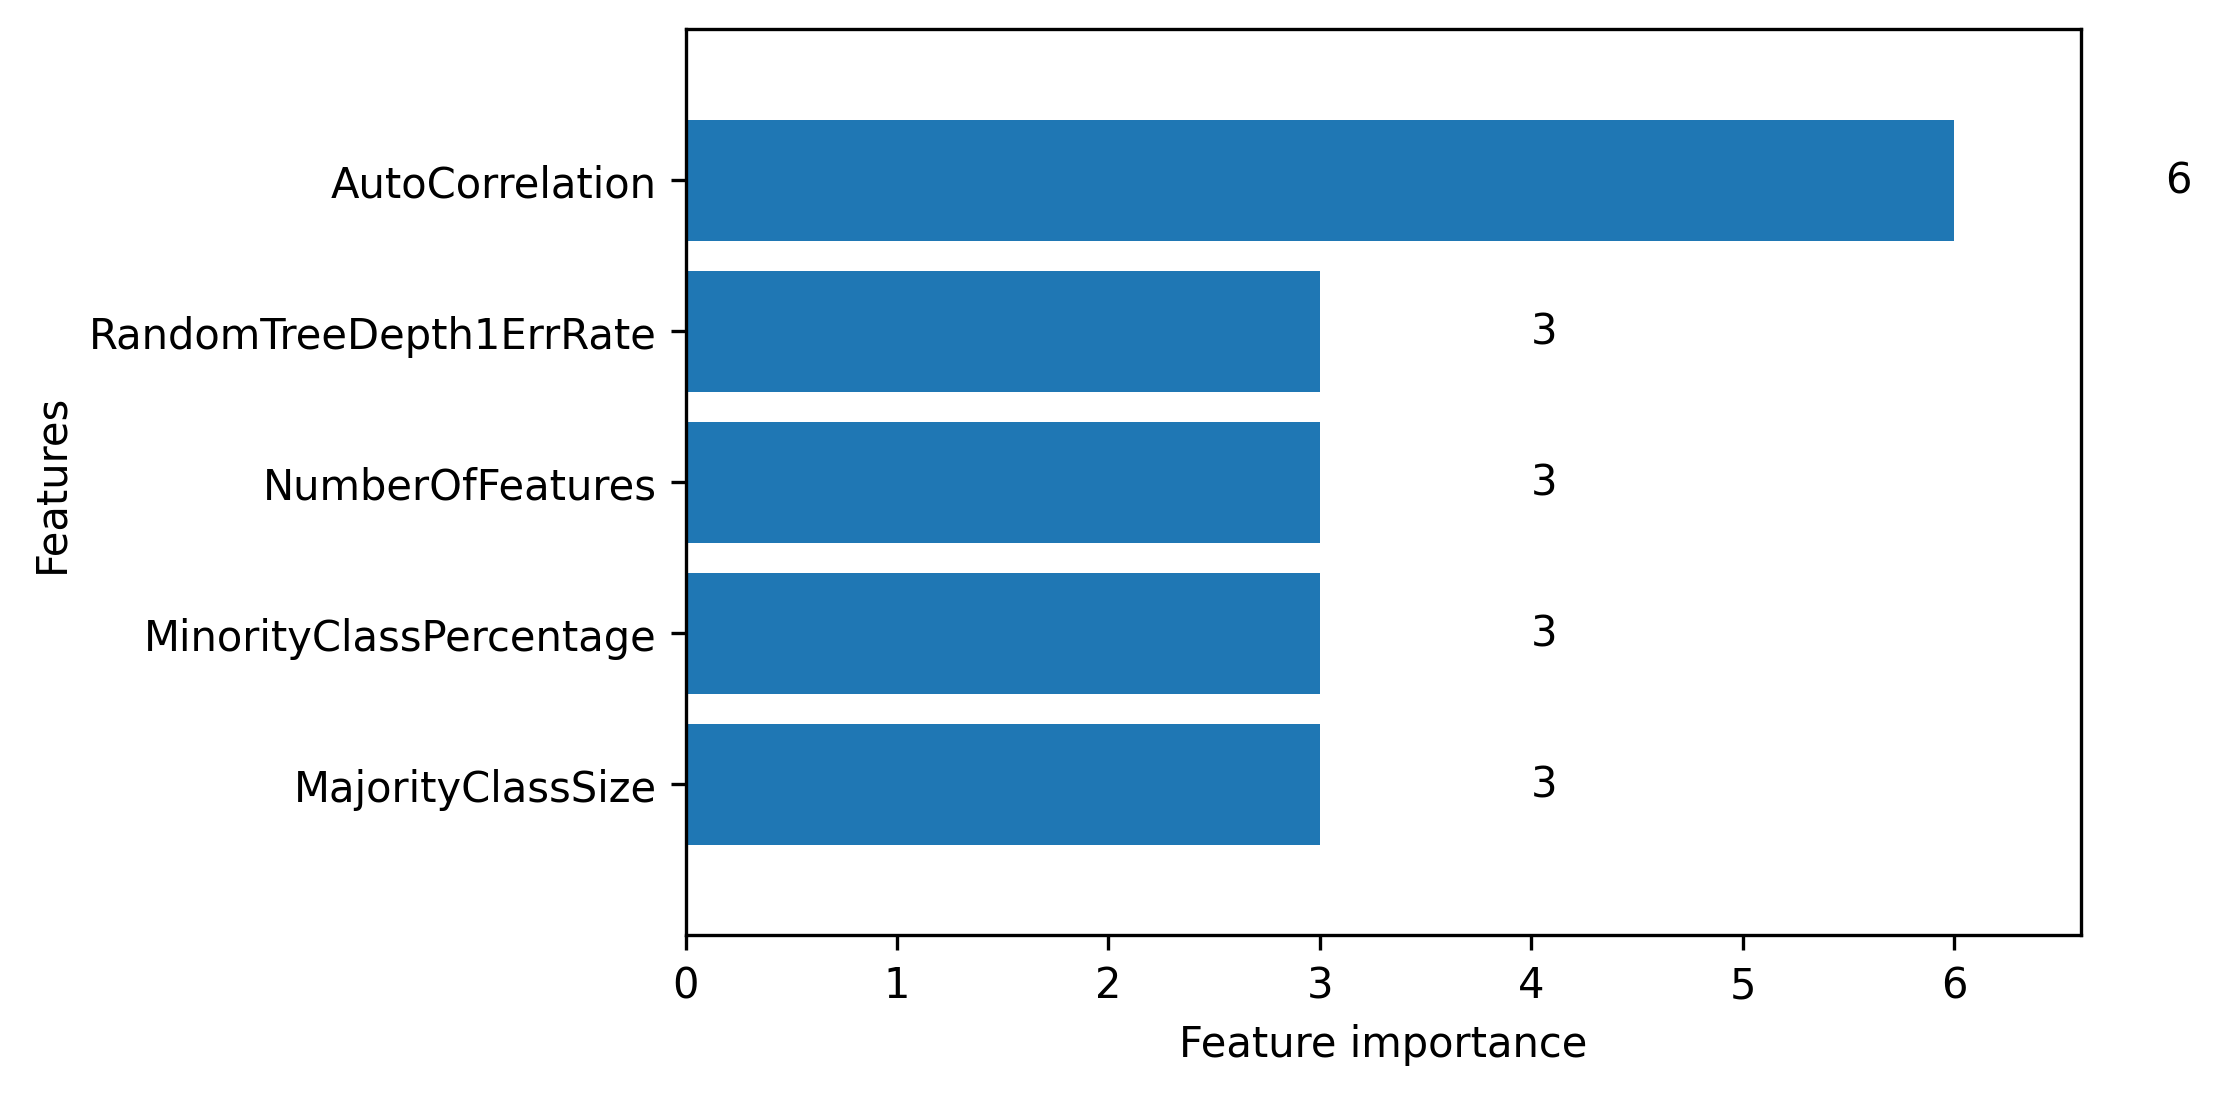 AutoCorrelation 6
RandomTreeDepth1ErrRate 3
NumberOfFeatures 3
MinorityClassPercentage 3
MajorityClassSize 3
Features
0 1 2 3 4 5 6
Feature importance